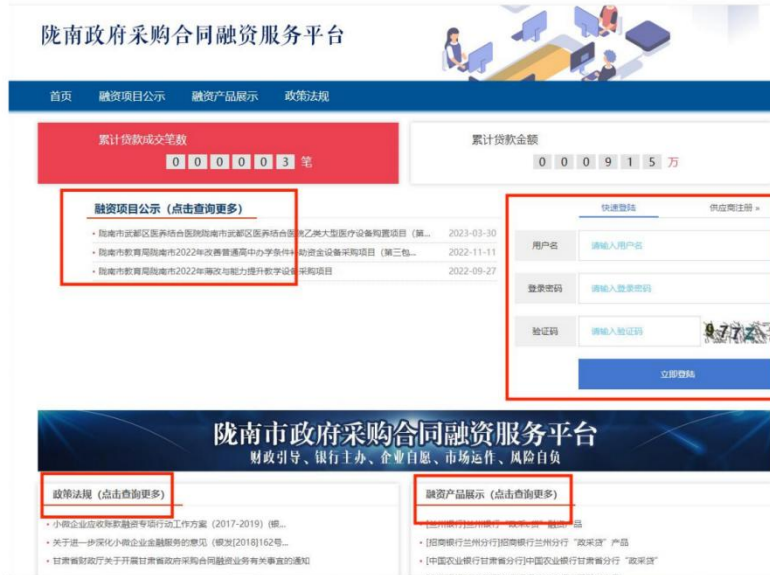 陇南政府采购合同融资服务平台
首页 融资项目公示 融资产品展示 政策法规
累计贷款成交笔数
0 0 0 0 0 3 笔
累计贷款金额
0 0 0 9 1 5 万
融资项目公示（点击查询更多）
• 陇南市武都区医养结合医院陇南市武都区医养结合医院乙类大型医疗设备购置项目（第... 2023-03-30
• 陇南市教育局陇南市2022年改善普通高中办学条件补助资金设备采购项目（第三包... 2022-11-11
• 陇南市教育局陇南市2022年薄改与能力提升教学设备采购项目 2022-09-27
快速登陆 供应商注册 »
用户名 请输入用户名
登录密码 请输入登录密码
验证码 请输入验证码 977Z
立即登陆
陇南市政府采购合同融资服务平台
财政引导、银行主办、企业自愿、市场运作、风险自负
政策法规（点击查询更多）
• 小微企业应收账款融资专项行动工作方案（2017-2019）(银...
• 关于进一步深化小微企业金融服务的意见（银发[2018]162号...
• 甘肃省财政厅关于开展甘肃省政府采购合同融资业务有关事宜的通知
融资产品展示（点击查询更多）
• [兰州银行]兰州银行“政采e贷”融资产品
• [招商银行兰州分行]招商银行兰州分行“政采贷”产品
• [中国农业银行甘肃省分行]中国农业银行甘肃省分行“政采贷”